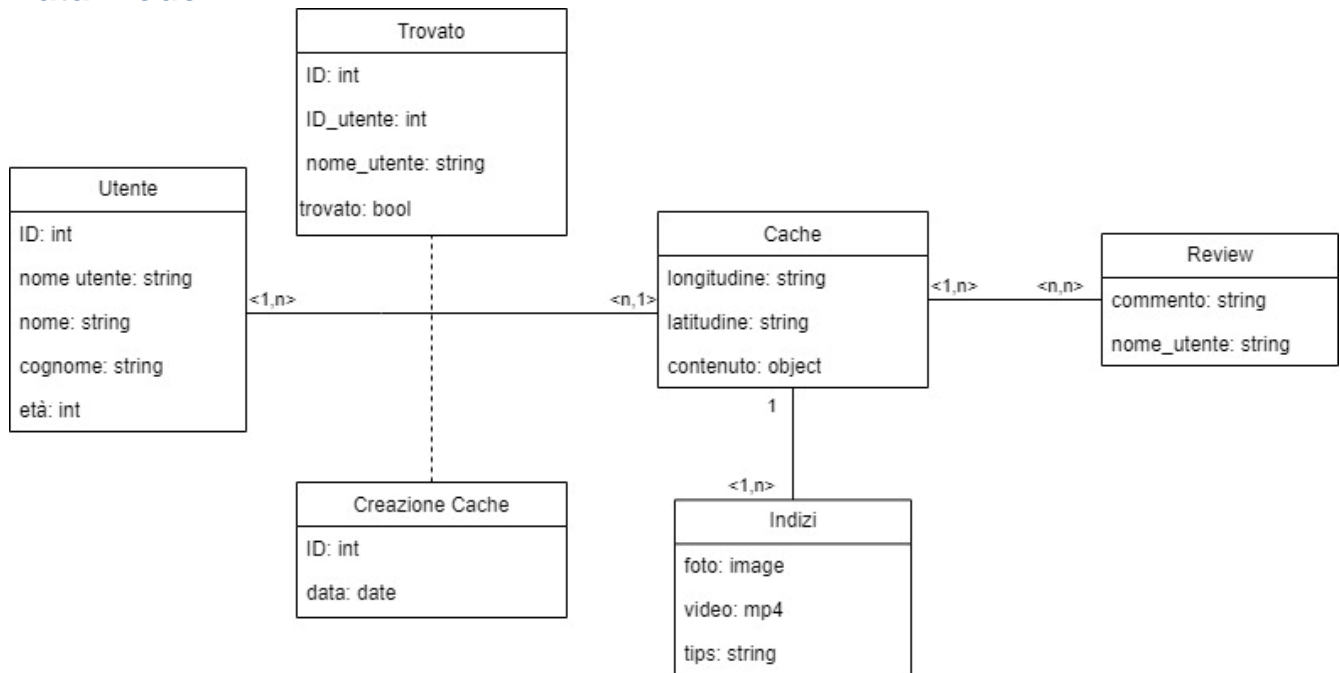 Trovato
ID: int
ID_utente: int
nome_utente: string
trovato: bool
Utente
ID: int
nome utente: string
nome: string
cognome: string
età: int
<1,n>
<n,1>
Cache
longitudine: string
latitudine: string
contenuto: object
<1,n>
<n,n>
Review
commento: string
nome_utente: string
1
<1,n>
Creazione Cache
ID: int
data: date
Indizi
foto: image
video: mp4
tips: string